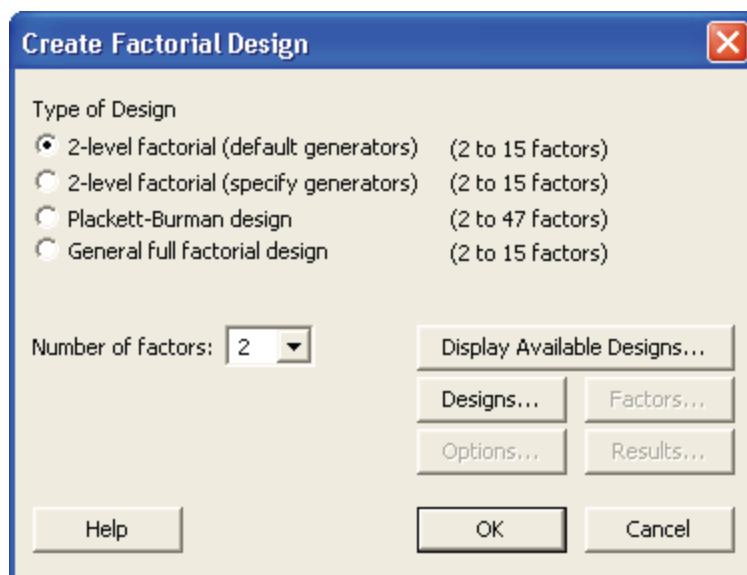 Create Factorial Design
Type of Design
2-level factorial (default generators) (2 to 15 factors)
2-level factorial (specify generators) (2 to 15 factors)
Plackett-Burman design (2 to 47 factors)
General full factorial design (2 to 15 factors)
Number of factors: 2 Display Available Designs...
Designs... Factors...
Options... Results...
Help OK Cancel